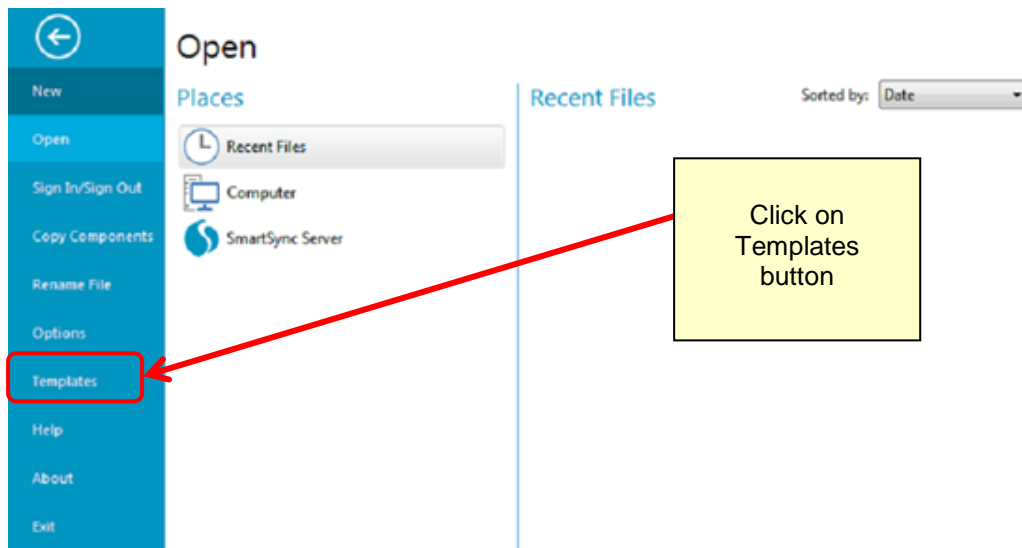 Open
New
Places
Recent Files
Sorted by:
Date
Open
Recent Files
Sign In/Sign Out
Computer
Copy Components
SmartSync Server
Click on
Templates
button
Rename File
Options
Templates
Help
About
Exit